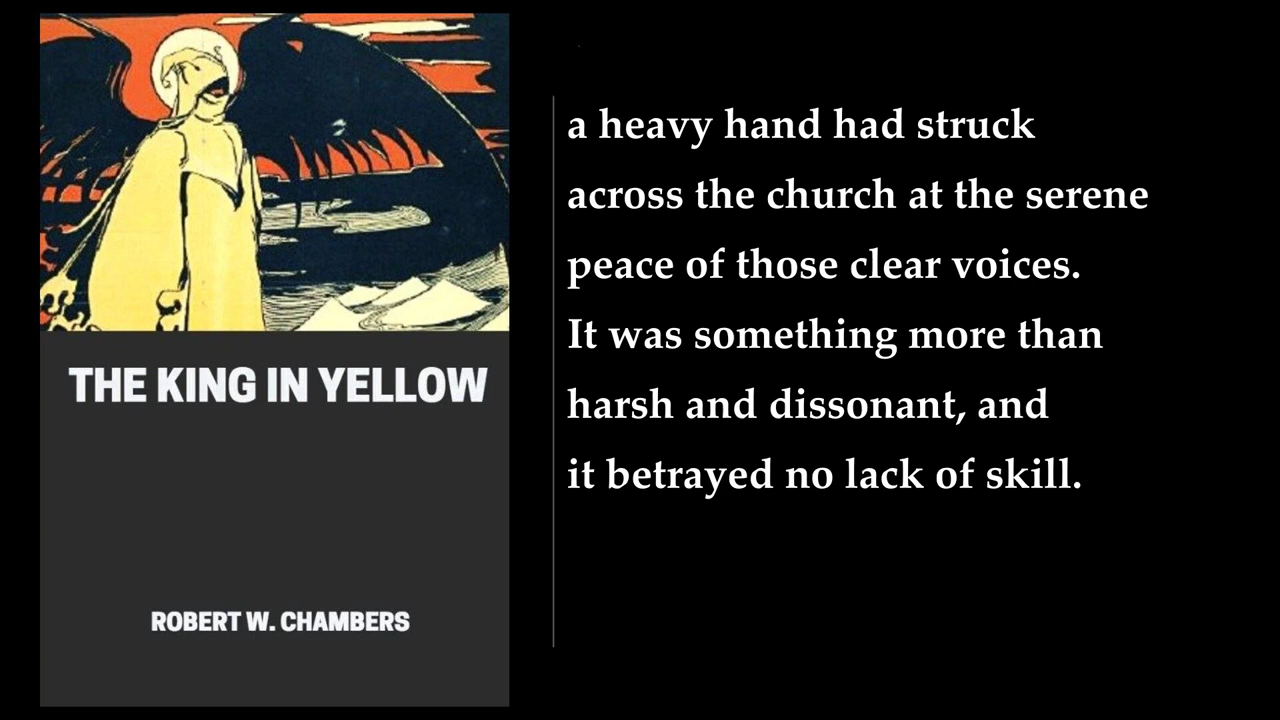 THE KING IN YELLOW
ROBERT W. CHAMBERS
a heavy hand had struck
across the church at the serene
peace of those clear voices.
It was something more than
harsh and dissonant, and
it betrayed no lack of skill.